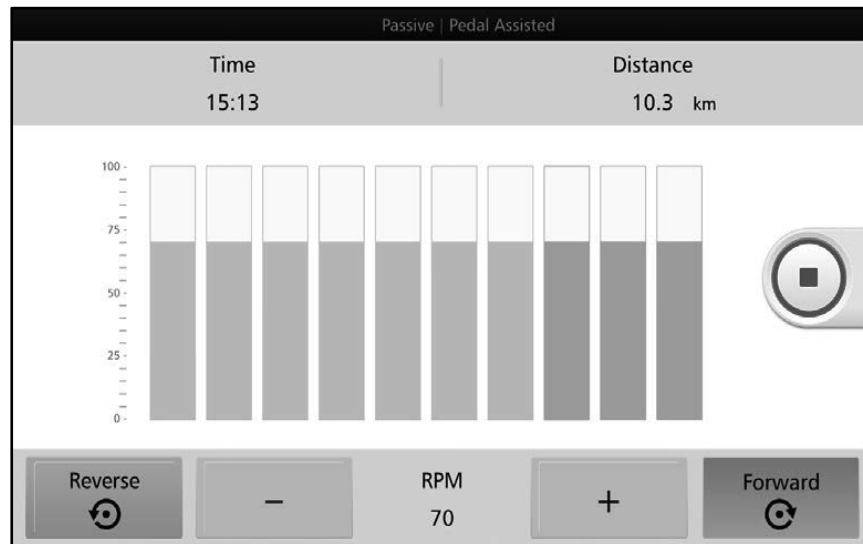 Passive | Pedal Assisted
Time
15:13
Distance
10.3 km
100
75
50
25
0
Reverse
−
RPM
70
+
Forward